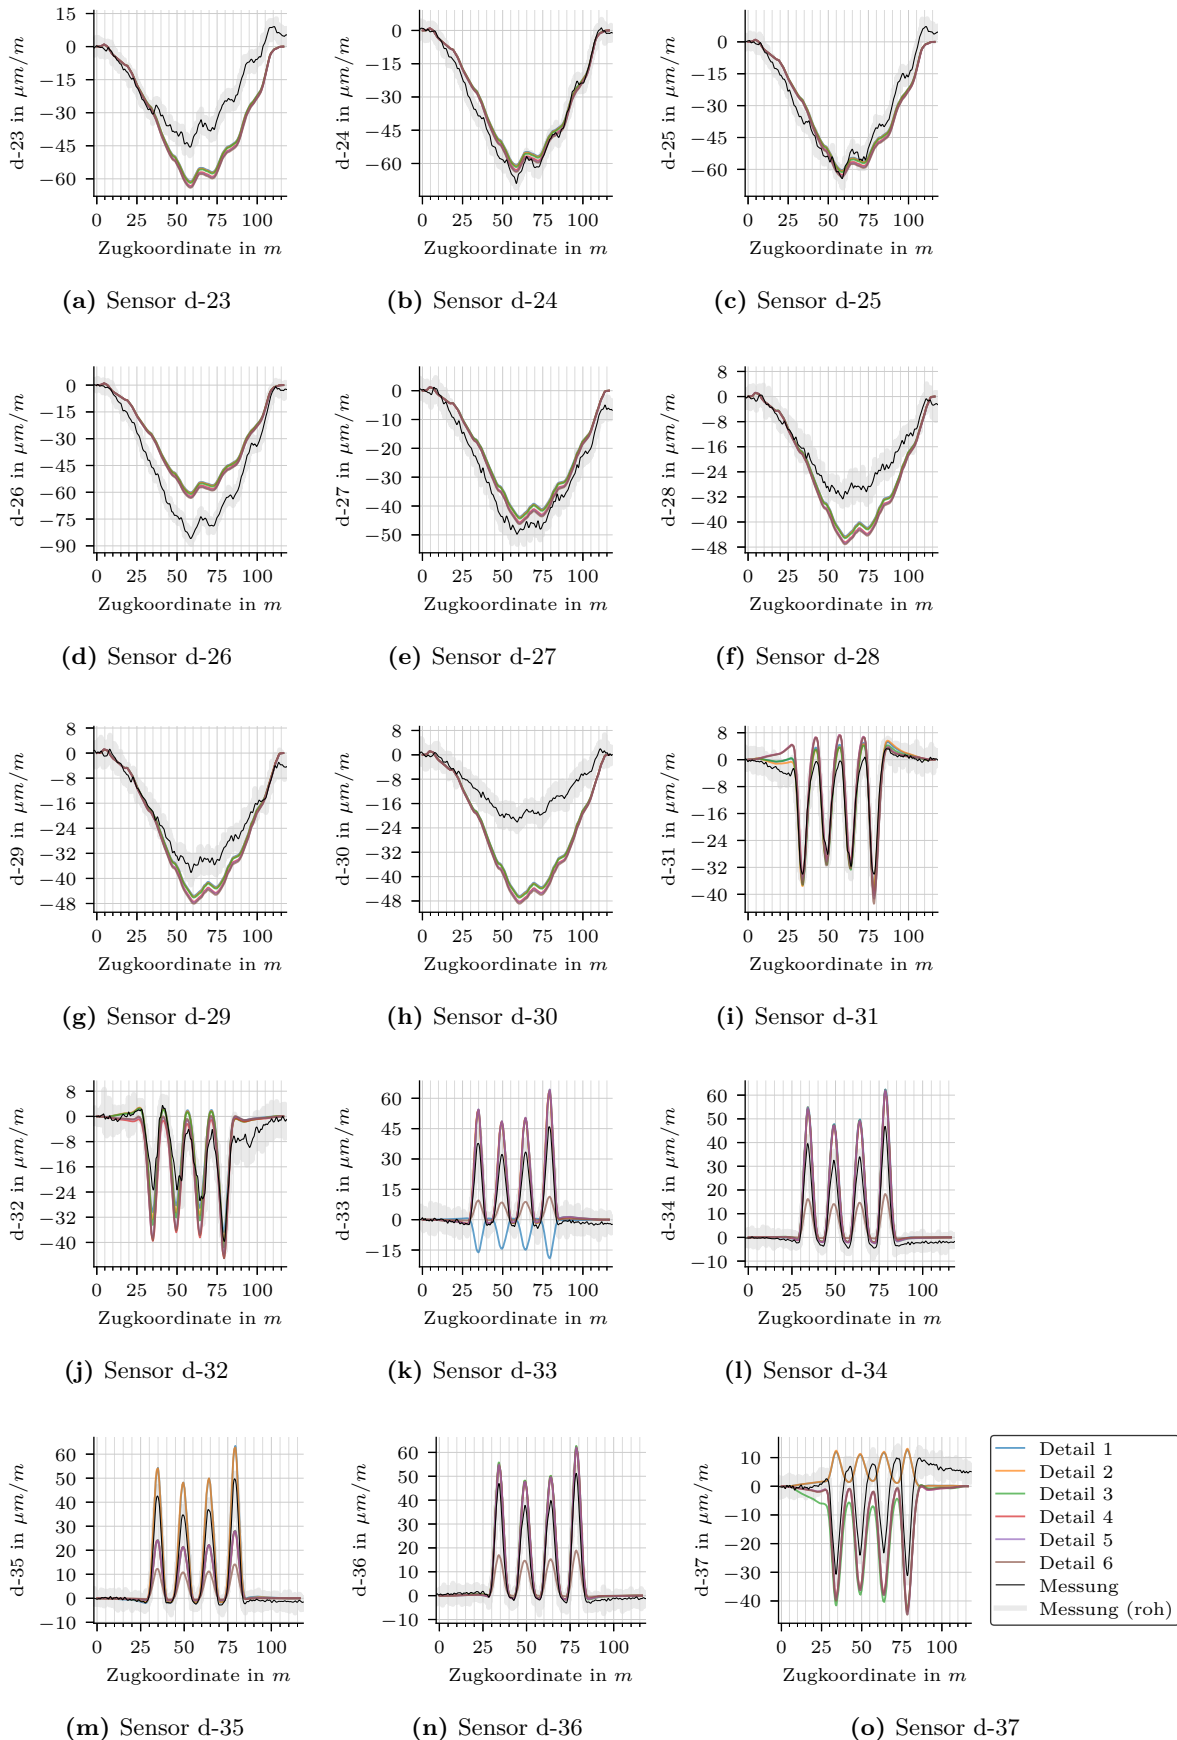 15
0
−15
−30
−45
−60
d-23 in μm/m
0 25 50 75 100
Zugkoordinate in m
(a) Sensor d-23
0
−15
−30
−45
−60
d-24 in μm/m
0 25 50 75 100
Zugkoordinate in m
(b) Sensor d-24
0
−15
−30
−45
−60
d-25 in μm/m
0 25 50 75 100
Zugkoordinate in m
(c) Sensor d-25
0
−15
−30
−45
−60
−75
−90
d-26 in μm/m
0 25 50 75 100
Zugkoordinate in m
(d) Sensor d-26
0
−10
−20
−30
−40
−50
d-27 in μm/m
0 25 50 75 100
Zugkoordinate in m
(e) Sensor d-27
8
0
−8
−16
−24
−32
−40
−48
d-28 in μm/m
0 25 50 75 100
Zugkoordinate in m
(f) Sensor d-28
8
0
−8
−16
−24
−32
−40
−48
d-29 in μm/m
0 25 50 75 100
Zugkoordinate in m
(g) Sensor d-29
8
0
−8
−16
−24
−32
−40
−48
d-30 in μm/m
0 25 50 75 100
Zugkoordinate in m
(h) Sensor d-30
8
0
−8
−16
−24
−32
−40
d-31 in μm/m
0 25 50 75 100
Zugkoordinate in m
(i) Sensor d-31
8
0
−8
−16
−24
−32
−40
d-32 in μm/m
0 25 50 75 100
Zugkoordinate in m
(j) Sensor d-32
60
45
30
15
0
−15
d-33 in μm/m
0 25 50 75 100
Zugkoordinate in m
(k) Sensor d-33
60
50
40
30
20
10
0
−10
d-34 in μm/m
0 25 50 75 100
Zugkoordinate in m
(l) Sensor d-34
60
50
40
30
20
10
0
−10
d-35 in μm/m
0 25 50 75 100
Zugkoordinate in m
(m) Sensor d-35
60
50
40
30
20
10
0
−10
d-36 in μm/m
0 25 50 75 100
Zugkoordinate in m
(n) Sensor d-36
10
0
−10
−20
−30
−40
d-37 in μm/m
0 25 50 75 100
Zugkoordinate in m
(o) Sensor d-37
Detail 1
Detail 2
Detail 3
Detail 4
Detail 5
Detail 6
Messung
Messung (roh)